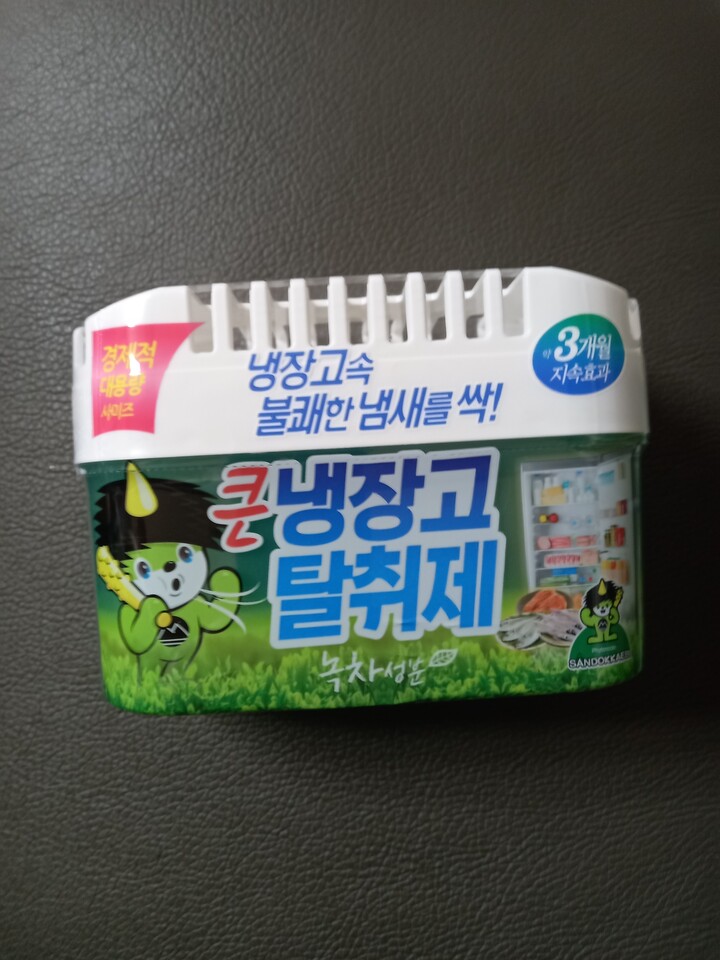 경제적
대용량
사이즈
냉장고속
불쾌한 냄새를 싹!
약 3개월
지속효과
큰 냉장고
탈취제
녹차성분
SANDOKKAEBI